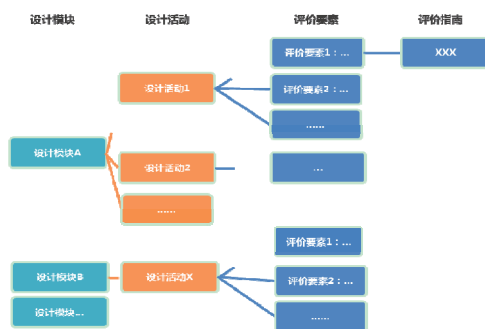 设计模块 设计活动 评价要素 评价指南
评价要素1：... XXX
设计活动1 评价要素2：...
......
设计模块A 设计活动2 ...
......
评价要素1：...
设计模块B 设计活动X 评价要素2：...
设计模块... ......